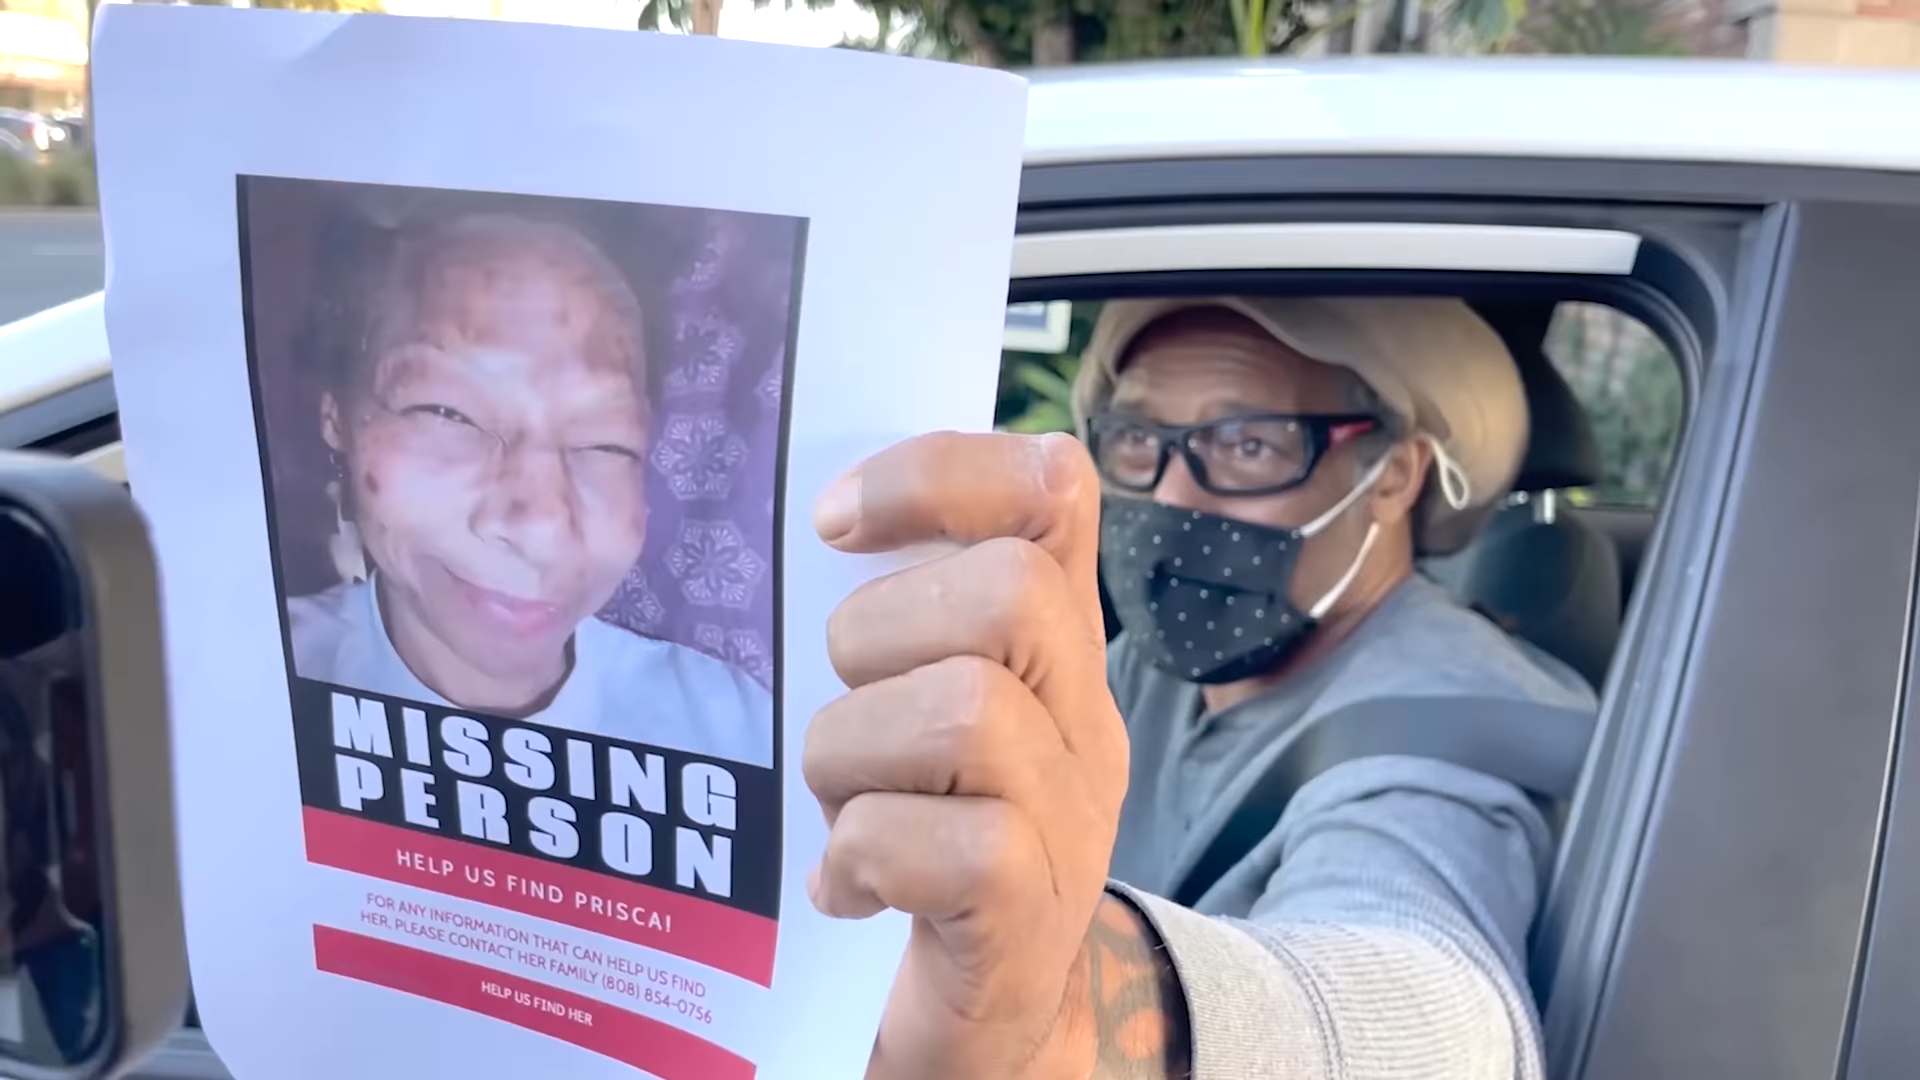 MISSING
PERSON
HELP US FIND PRISCA!
FOR ANY INFORMATION THAT CAN HELP US FIND
HER, PLEASE CONTACT HER FAMILY (808) 854-0756
HELP US FIND HER